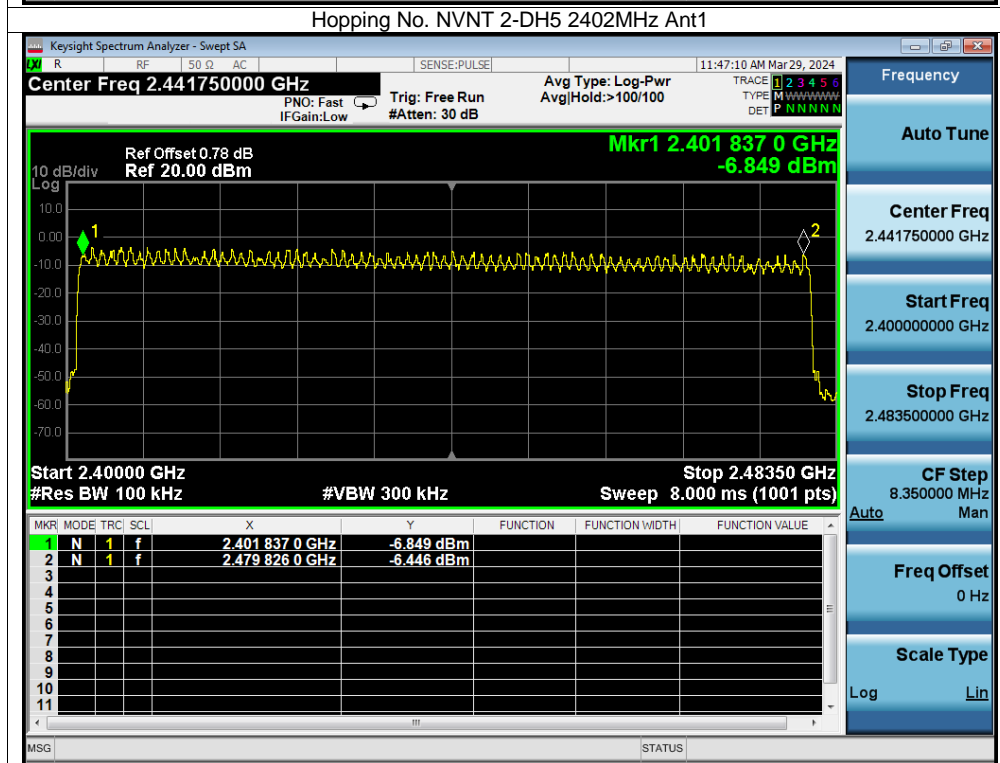 Hopping No. NVNT 2-DH5 2402MHz Ant1
Keysight Spectrum Analyzer - Swept SA
LXI R RF 50 Ω AC SENSE:PULSE 11:47:10 AM Mar 29, 2024
Center Freq 2.441750000 GHz
PNO: Fast
IFGain:Low
Trig: Free Run
#Atten: 30 dB
Avg Type: Log-Pwr
Avg|Hold:>100/100
TRACE 1 2 3 4 5 6
TYPE M WWWWW
DET P N N N N N
Mkr1 2.401 837 0 GHz
-6.849 dBm
Ref Offset 0.78 dB
10 dB/div Ref 20.00 dBm
Log
10.0
0.00
-10.0
-20.0
-30.0
-40.0
-50.0
-60.0
-70.0
1
2
Start 2.40000 GHz Stop 2.48350 GHz
#Res BW 100 kHz #VBW 300 kHz Sweep 8.000 ms (1001 pts)
MKR MODE TRC SCL X Y FUNCTION FUNCTION WIDTH FUNCTION VALUE
1 N 1 f 2.401 837 0 GHz -6.849 dBm
2 N 1 f 2.479 826 0 GHz -6.446 dBm
3
4
5
6
7
8
9
10
11
MSG STATUS
Frequency
Auto Tune
Center Freq
2.441750000 GHz
Start Freq
2.400000000 GHz
Stop Freq
2.483500000 GHz
CF Step
8.350000 MHz
Auto Man
Freq Offset
0 Hz
Scale Type
Log Lin